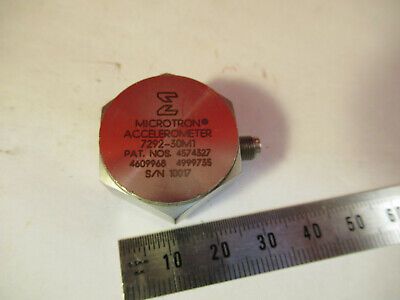 MICROTRON®
ACCELEROMETER
7292-30M1
PAT. NOS. 4574327
4609968 4999735
S/N 10017
10 20 30 40 50 60